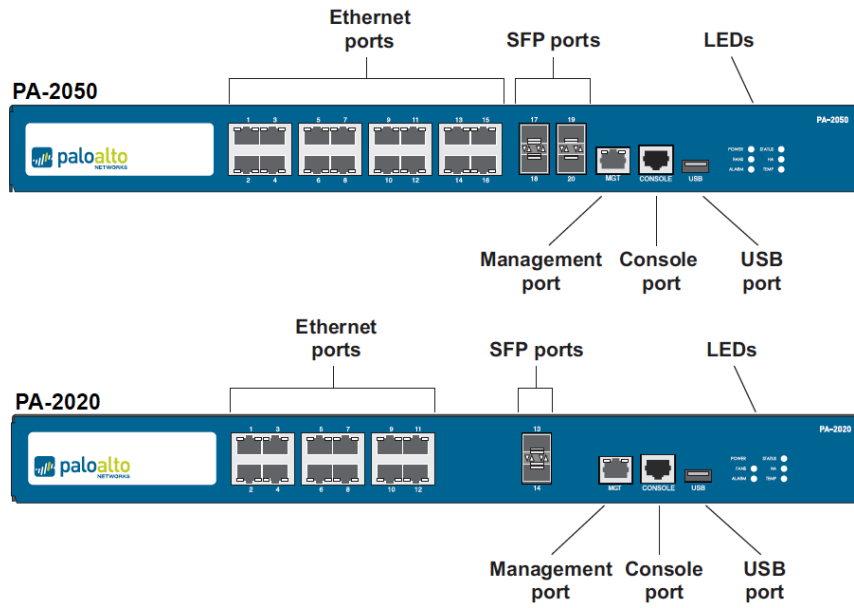 Ethernet
ports
SFP ports
LEDs
PA-2050
1 3 5 7 9 11 13 15 17 19
PA-2050
paloalto
NETWORKS
POWER STATUS
FANS HA
ALARM TEMP
2 4 6 8 10 12 14 16 18 20
MGT CONSOLE USB
Management
port
Console
port
USB
port
Ethernet
ports
SFP ports
LEDs
PA-2020
1 3 5 7 9 11 13
PA-2020
paloalto
NETWORKS
POWER STATUS
FANS HA
ALARM TEMP
2 4 6 8 10 12 14
MGT CONSOLE USB
Management
port
Console
port
USB
port